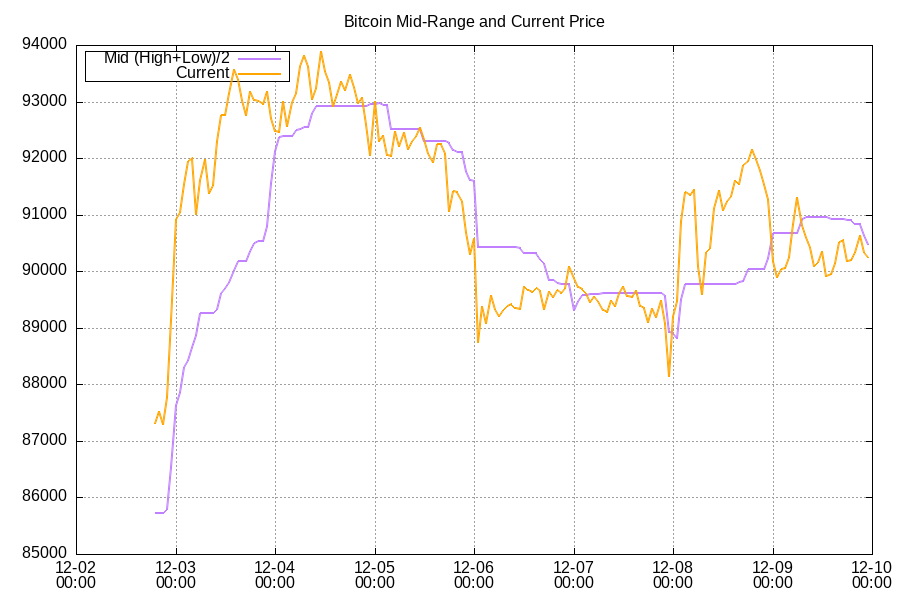 Bitcoin Mid-Range and Current Price
94000
93000
92000
91000
90000
89000
88000
87000
86000
85000
Mid (High+Low)/2
Current
12-02 12-03 12-04 12-05 12-06 12-07 12-08 12-09 12-10
00:00 00:00 00:00 00:00 00:00 00:00 00:00 00:00 00:00